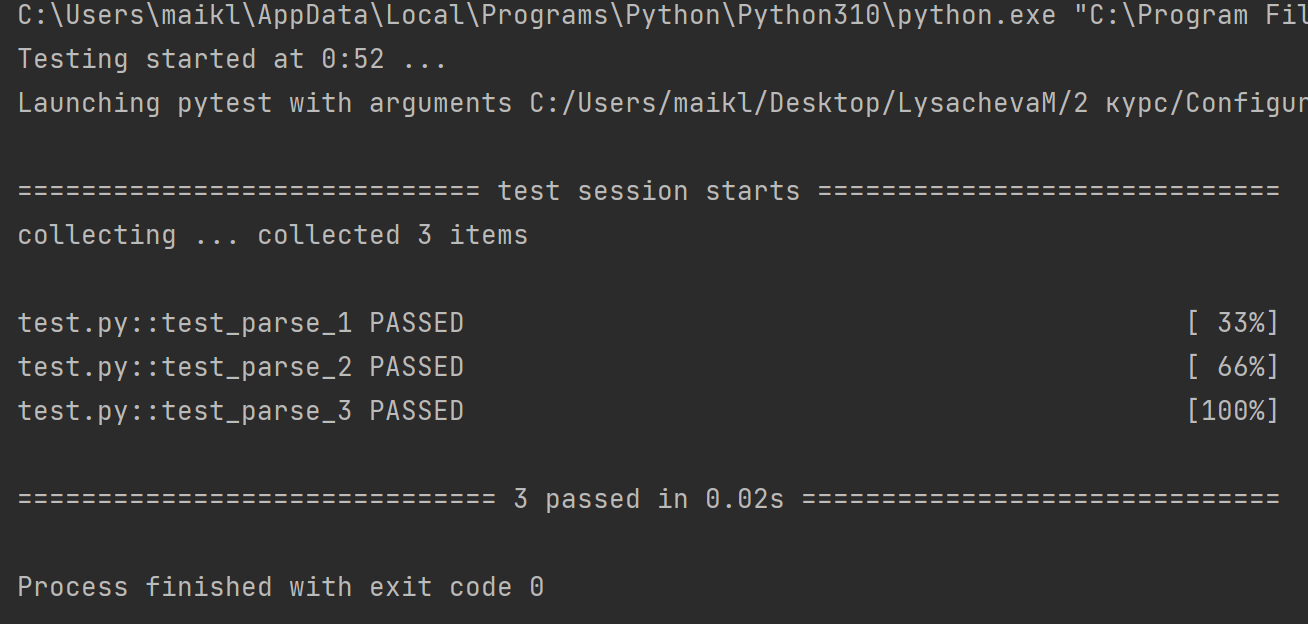 C:\Users\maikl\AppData\Local\Programs\Python\Python310\python.exe "C:\Program Fil
Testing started at 0:52 ...
Launching pytest with arguments C:/Users/maikl/Desktop/LysachevaM/2 курс/Configur

============================= test session starts =============================
collecting ... collected 3 items

test.py::test_parse_1 PASSED [ 33%]
test.py::test_parse_2 PASSED [ 66%]
test.py::test_parse_3 PASSED [100%]

============================== 3 passed in 0.02s ==============================

Process finished with exit code 0